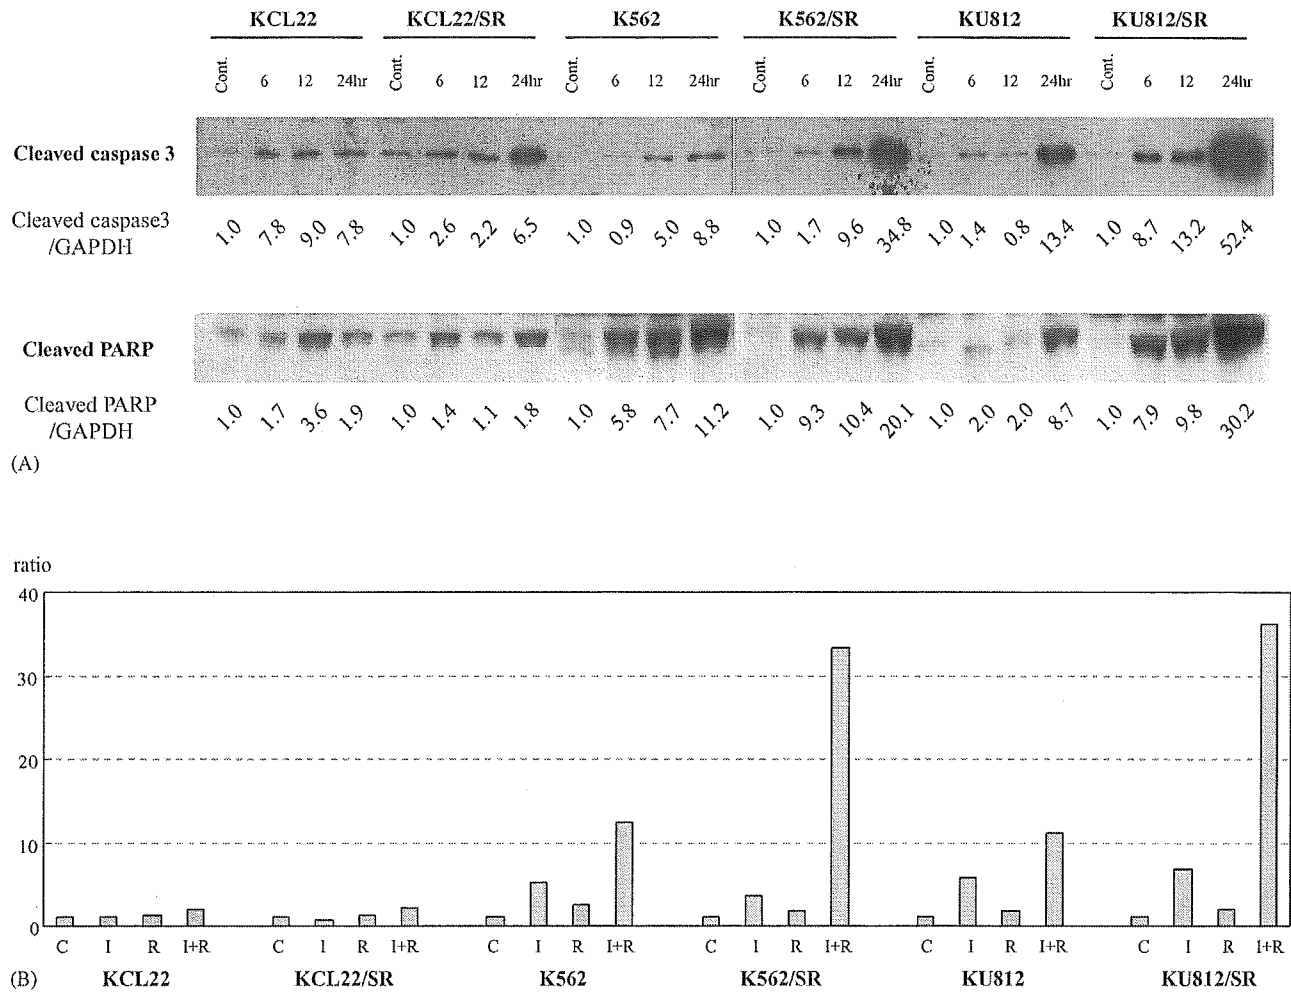 KCL22 KCL22/SR K562 K562/SR KU812 KU812/SR
Cont. 6 12 24hr Cont. 6 12 24hr Cont. 6 12 24hr Cont. 6 12 24hr Cont. 6 12 24hr Cont. 6 12 24hr
Cleaved caspase 3
Cleaved caspase3
/GAPDH
1.0 7.8 9.0 7.8 1.0 2.6 2.2 6.5 1.0 0.9 5.0 8.8 1.0 1.7 9.6 34.8 1.0 1.4 0.8 13.4 1.0 8.7 13.2 52.4
Cleaved PARP
Cleaved PARP
/GAPDH
1.0 1.7 3.6 1.9 1.0 1.4 1.1 1.8 1.0 5.8 7.7 11.2 1.0 9.3 10.4 20.1 1.0 2.0 2.0 8.7 1.0 7.9 9.8 30.2
(A)
ratio
40
30
20
10
0
C I R I+R C I R I+R C I R I+R C I R I+R C I R I+R C I R I+R
(B) KCL22 KCL22/SR K562 K562/SR KU812 KU812/SR